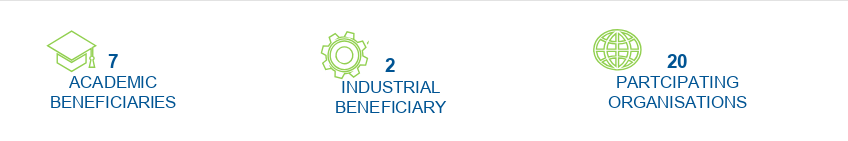 7
ACADEMIC
BENEFICIARIES
2
INDUSTRIAL
BENEFICIARY
20
PARTCIPATING
ORGANISATIONS